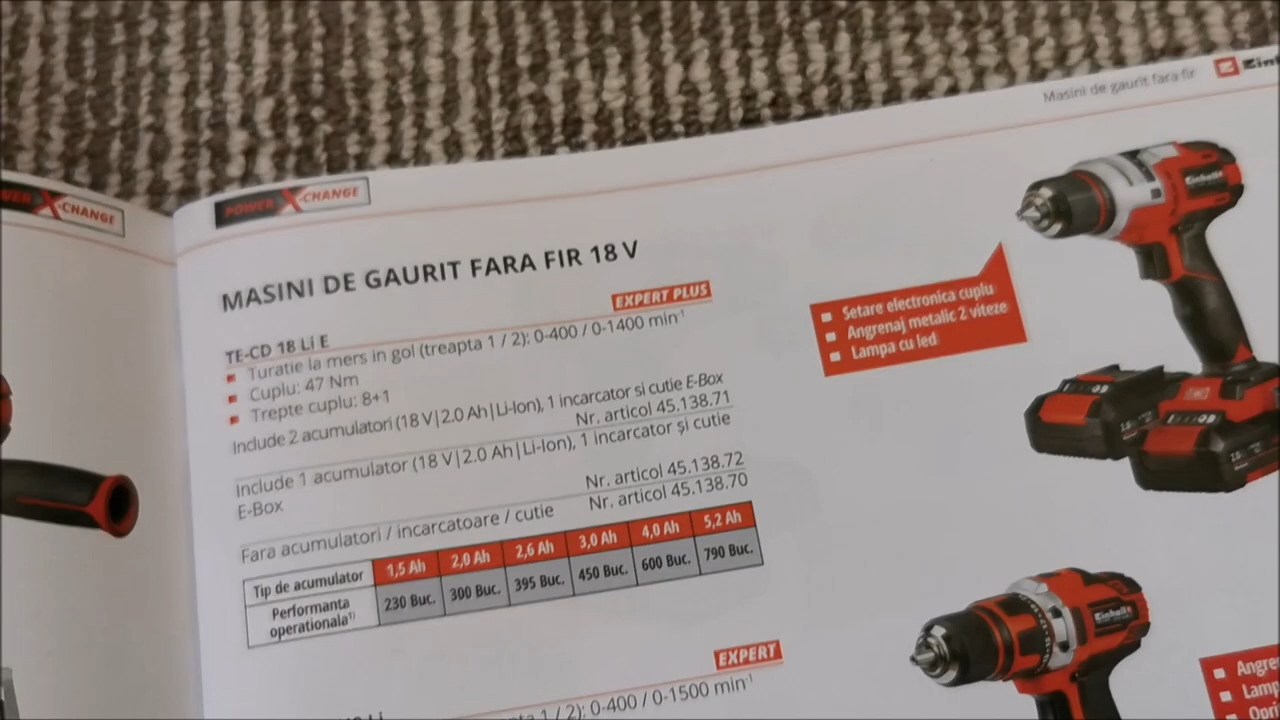 Masini de gaurit fara fir
POWER X-CHANGE
X-CHANGE
MASINI DE GAURIT FARA FIR 18 V
EXPERT PLUS
TE-CD 18 Li E
Turatie la mers in gol (treapta 1 / 2): 0-400 / 0-1400 min-1
Cuplu: 47 Nm
Trepte cuplu: 8+1
Include 2 acumulatori (18 V|2.0 Ah|Li-Ion), 1 incarcator si cutie E-Box
Nr. articol 45.138.71
Include 1 acumulator (18 V|2.0 Ah|Li-Ion), 1 incarcator și cutie
E-Box
Nr. articol 45.138.72
Fara acumulatori / incarcatoare / cutie Nr. articol 45.138.70
Tip de acumulator 1,5 Ah 2,0 Ah 2,6 Ah 3,0 Ah 4,0 Ah 5,2 Ah
Performanta
operationala1) 230 Buc. 300 Buc. 395 Buc. 450 Buc. 600 Buc. 790 Buc.
Setare electronica cuplu
Angrenaj metalic 2 viteze
Lampa cu led
Einhell
EXPERT
1 / 2): 0-400 / 0-1500 min-1
Einhell